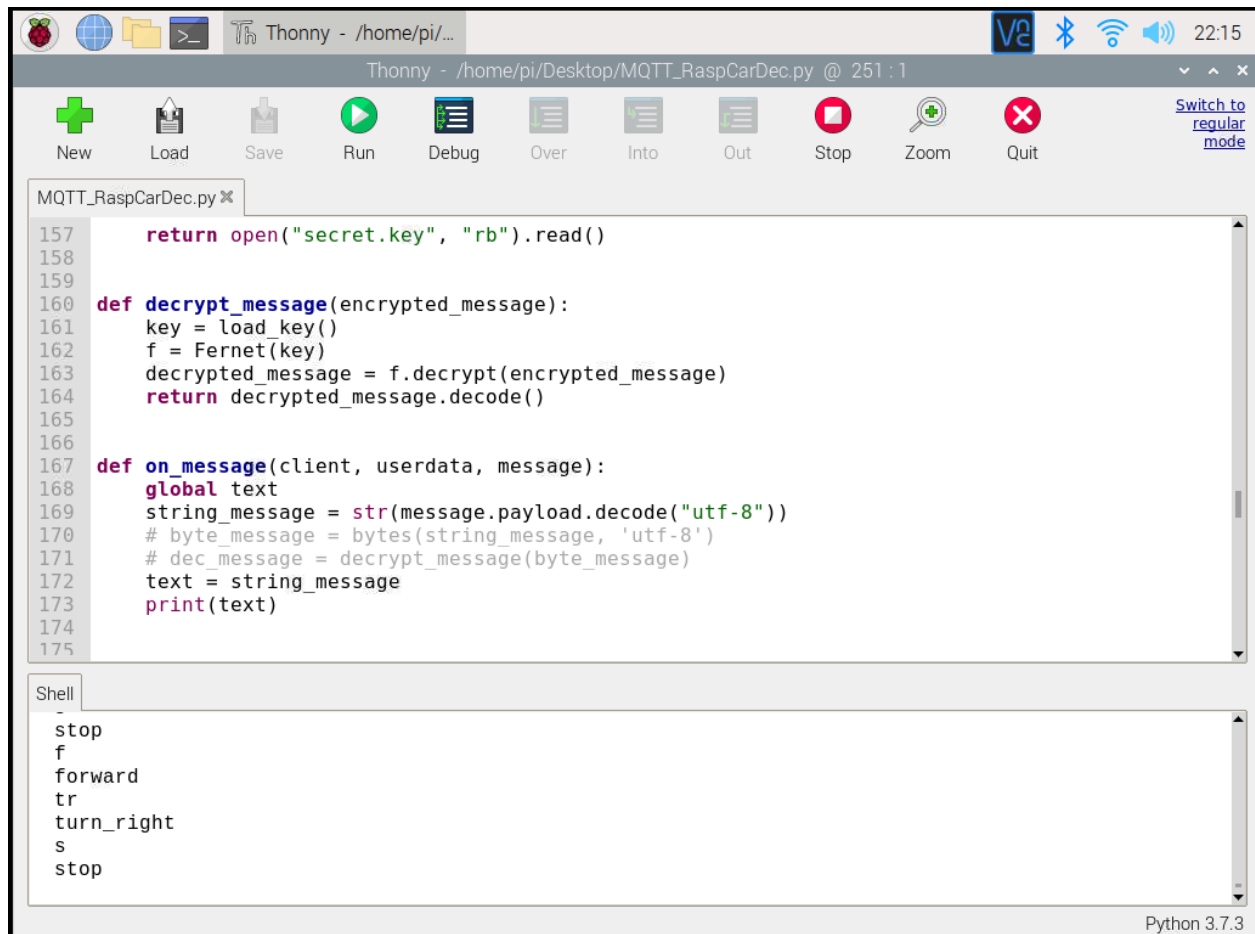 Thonny - /home/pi/...
22:15
Thonny - /home/pi/Desktop/MQTT_RaspCarDec.py @ 251 : 1
New Load Save Run Debug Over Into Out Stop Zoom Quit
Switch to
regular
mode
MQTT_RaspCarDec.py
157     return open("secret.key", "rb").read()
158
159
160 def decrypt_message(encrypted_message):
161     key = load_key()
162     f = Fernet(key)
163     decrypted_message = f.decrypt(encrypted_message)
164     return decrypted_message.decode()
165
166
167 def on_message(client, userdata, message):
168     global text
169     string_message = str(message.payload.decode("utf-8"))
170     # byte_message = bytes(string_message, 'utf-8')
171     # dec_message = decrypt_message(byte_message)
172     text = string_message
173     print(text)
174
175
Shell
stop
f
forward
tr
turn_right
s
stop
Python 3.7.3